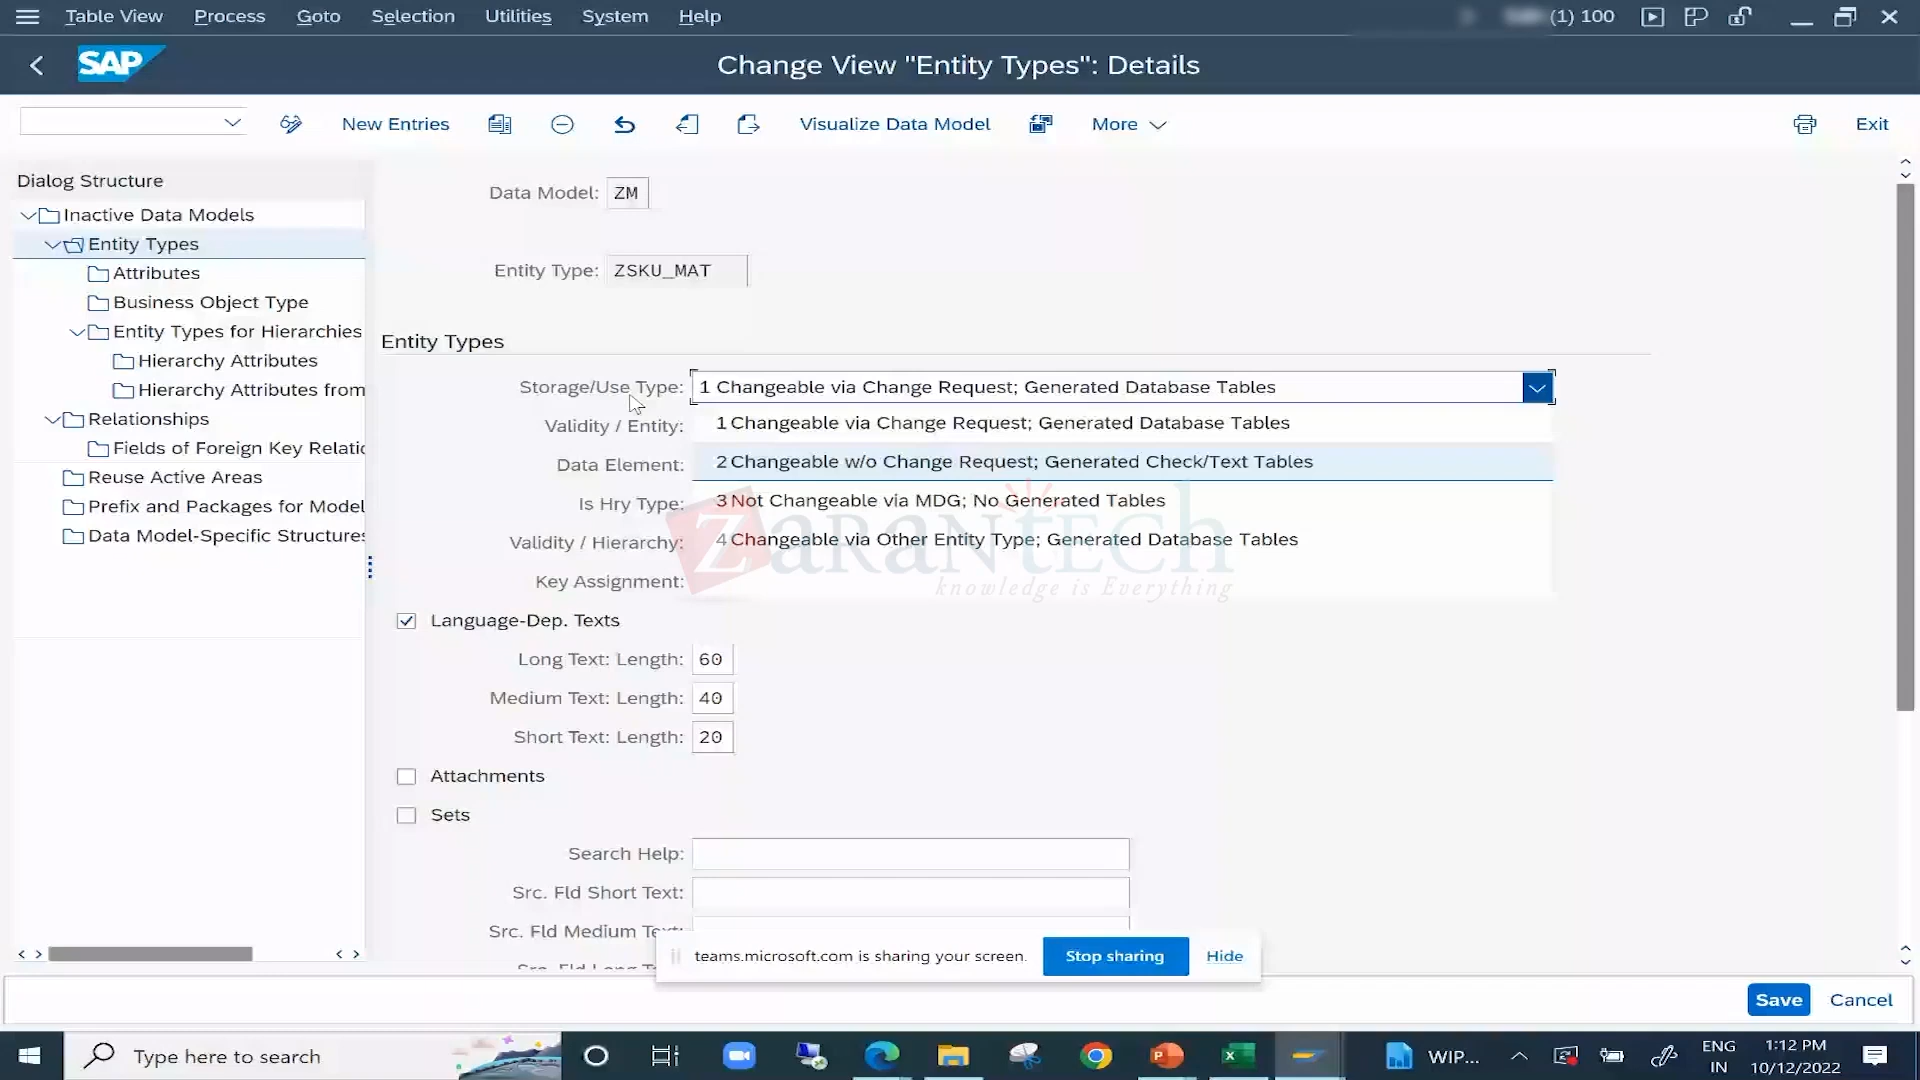 Table View Process Goto Selection Utilities System Help (1) 100
SAP Change View "Entity Types": Details
New Entries Visualize Data Model More Exit
Dialog Structure
Inactive Data Models
Entity Types
Attributes
Business Object Type
Entity Types for Hierarchies
Hierarchy Attributes
Hierarchy Attributes from
Relationships
Fields of Foreign Key Relatic
Reuse Active Areas
Prefix and Packages for Model
Data Model-Specific Structures
Data Model: ZM
Entity Type: ZSKU_MAT
Entity Types
Storage/Use Type: 1 Changeable via Change Request; Generated Database Tables
1 Changeable via Change Request; Generated Database Tables
Validity / Entity:
2 Changeable w/o Change Request; Generated Check/Text Tables
Data Element:
3 Not Changeable via MDG; No Generated Tables
Is Hry Type:
4 Changeable via Other Entity Type; Generated Database Tables
Validity / Hierarchy:
Key Assignment:
ZaranTech
knowledge is Everything
Language-Dep. Texts
Long Text: Length: 60
Medium Text: Length: 40
Short Text: Length: 20
Attachments
Sets
Search Help:
Src. Fld Short Text:
Src. Fld Medium Text:
teams.microsoft.com is sharing your screen. Stop sharing Hide
Save Cancel
Type here to search
WIP... ENG
IN
1:12 PM
10/12/2022